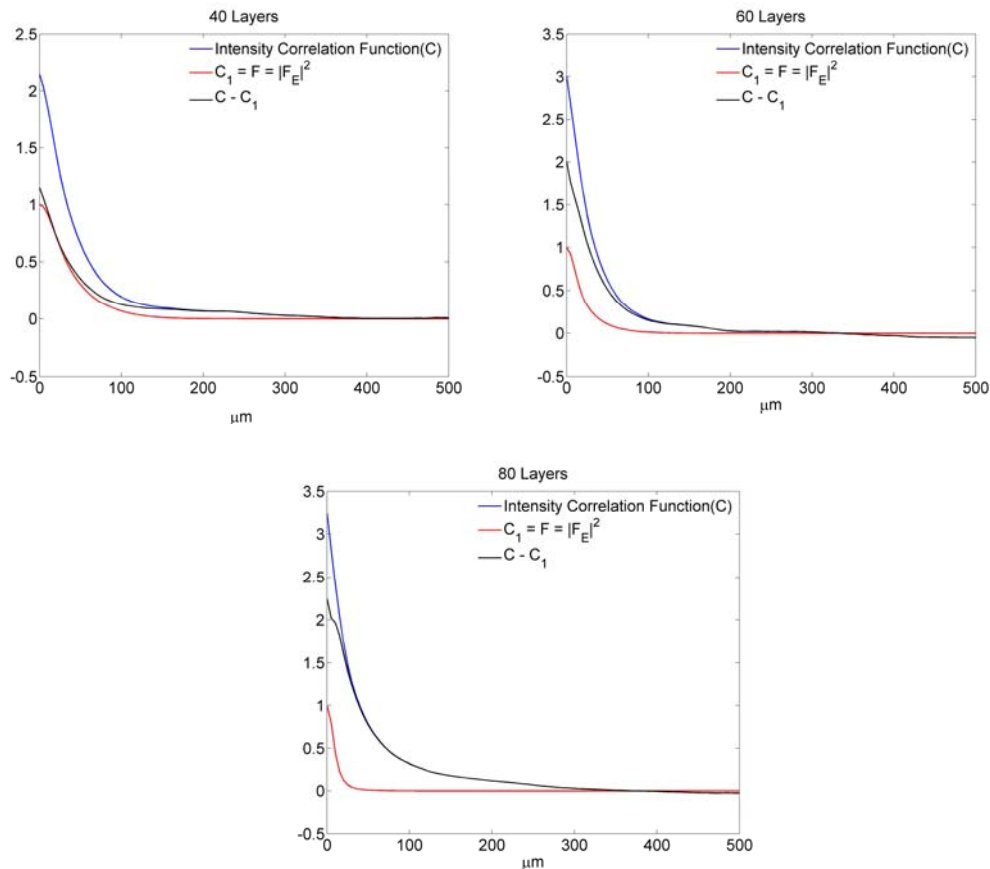 40 Layers
2.5
2
1.5
1
0.5
0
-0.5
Intensity Correlation Function(C)
C₁ = F = |F_E|²
C - C₁
0 100 200 300 400 500
μm
60 Layers
3.5
3
2.5
2
1.5
1
0.5
0
-0.5
Intensity Correlation Function(C)
C₁ = F = |F_E|²
C - C₁
0 100 200 300 400 500
μm
80 Layers
3.5
3
2.5
2
1.5
1
0.5
0
-0.5
Intensity Correlation Function(C)
C₁ = F = |F_E|²
C - C₁
0 100 200 300 400 500
μm